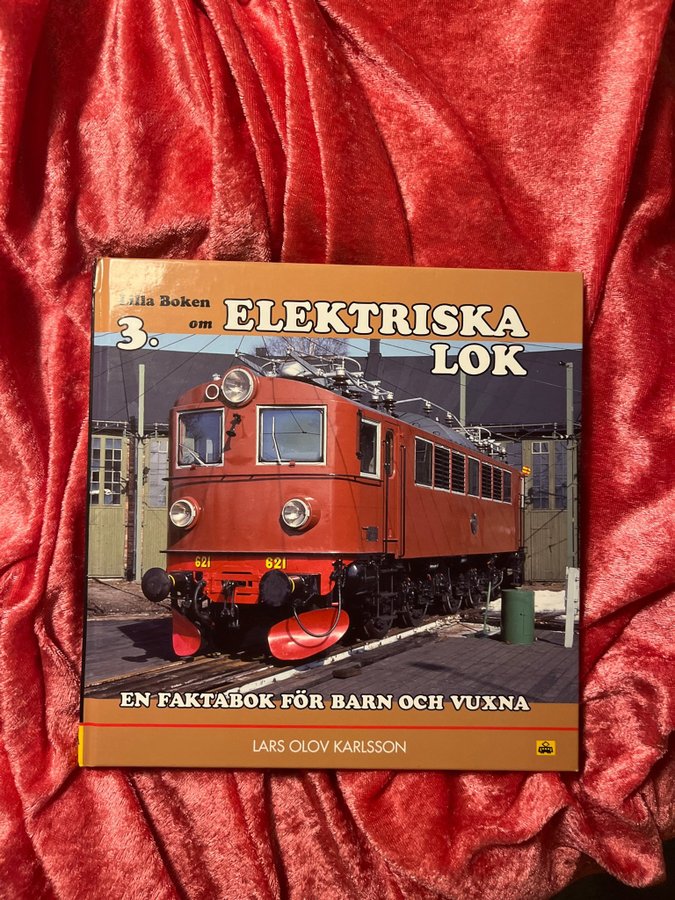 Lilla Boken
3. om ELEKTRISKA
LOK
621 621
EN FAKTABOK FÖR BARN OCH VUXNA
LARS OLOV KARLSSON